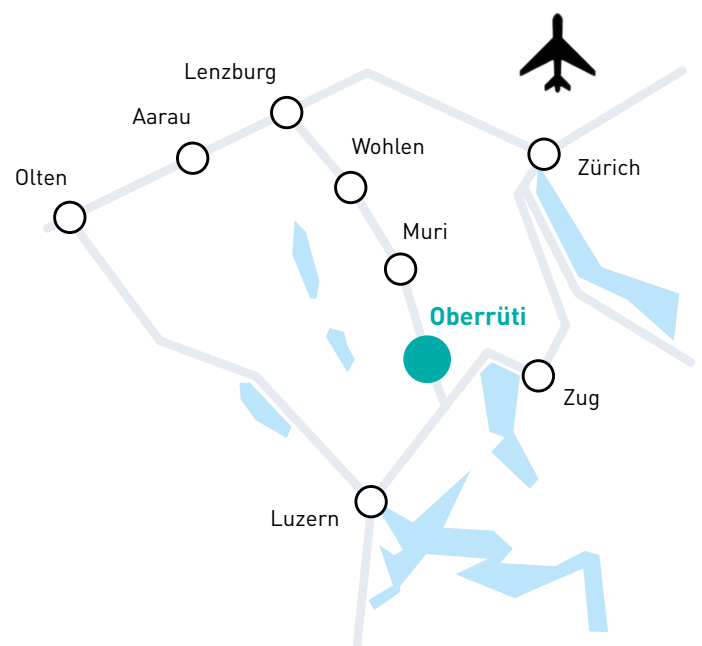 Lenzburg
Aarau
Wohlen
Zürich
Olten
Muri
Oberrüti
Zug
Luzern